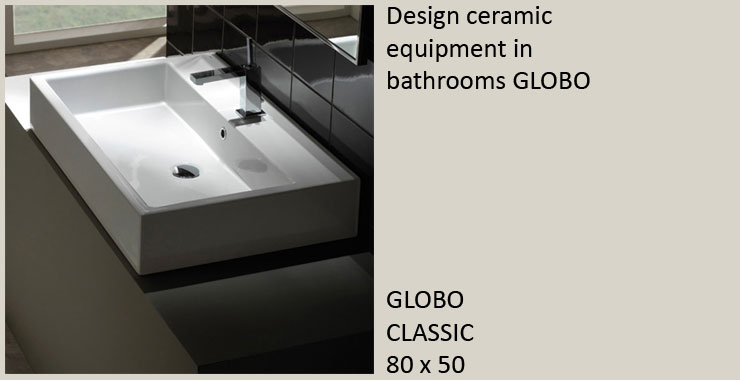 Design ceramic
equipment in
bathrooms GLOBO
GLOBO
CLASSIC
80 x 50